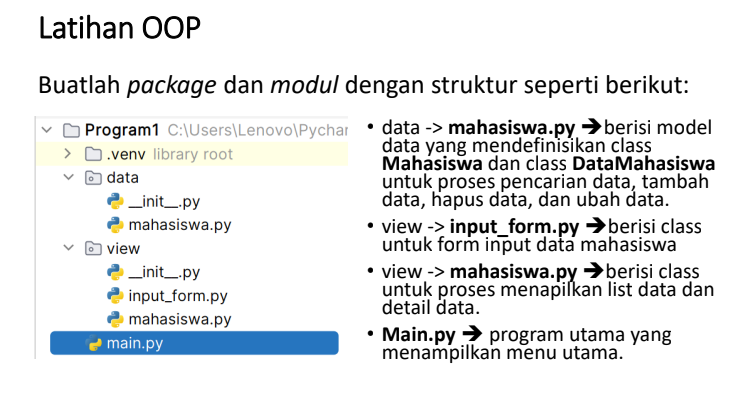 Latihan OOP
Buatlah package dan modul dengan struktur seperti berikut:
Program1 C:\Users\Lenovo\Pychar
.venv library root
data
__init__.py
mahasiswa.py
view
__init__.py
input_form.py
mahasiswa.py
main.py
• data -> mahasiswa.py ➔ berisi model
data yang mendefinisikan class
Mahasiswa dan class DataMahasiswa
untuk proses pencarian data, tambah
data, hapus data, dan ubah data.
• view -> input_form.py ➔ berisi class
untuk form input data mahasiswa
• view -> mahasiswa.py ➔ berisi class
untuk proses menapilkan list data dan
detail data.
• Main.py ➔ program utama yang
menampilkan menu utama.